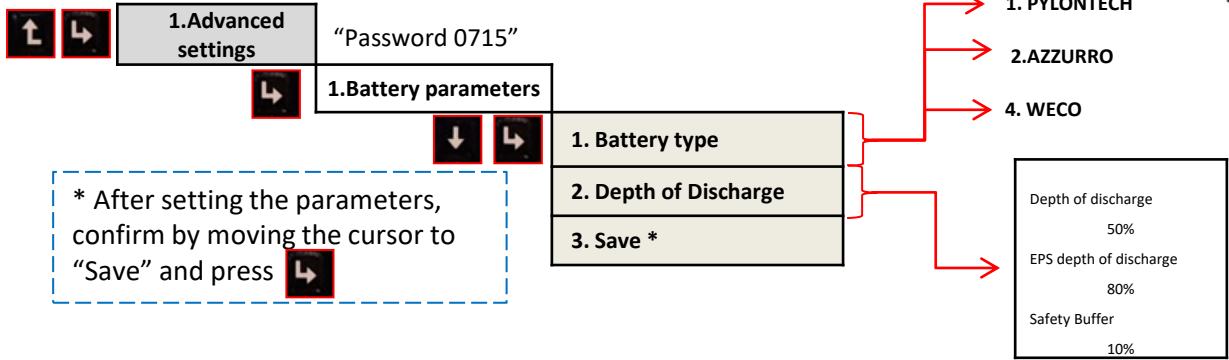 1.Advanced
settings
“Password 0715”
1.Battery parameters
1. Battery type
2. Depth of Discharge
3. Save *
* After setting the parameters,
confirm by moving the cursor to
“Save” and press
1. PYLONTECH
2.AZZURRO
4. WECO
Depth of discharge
50%
EPS depth of discharge
80%
Safety Buffer
10%